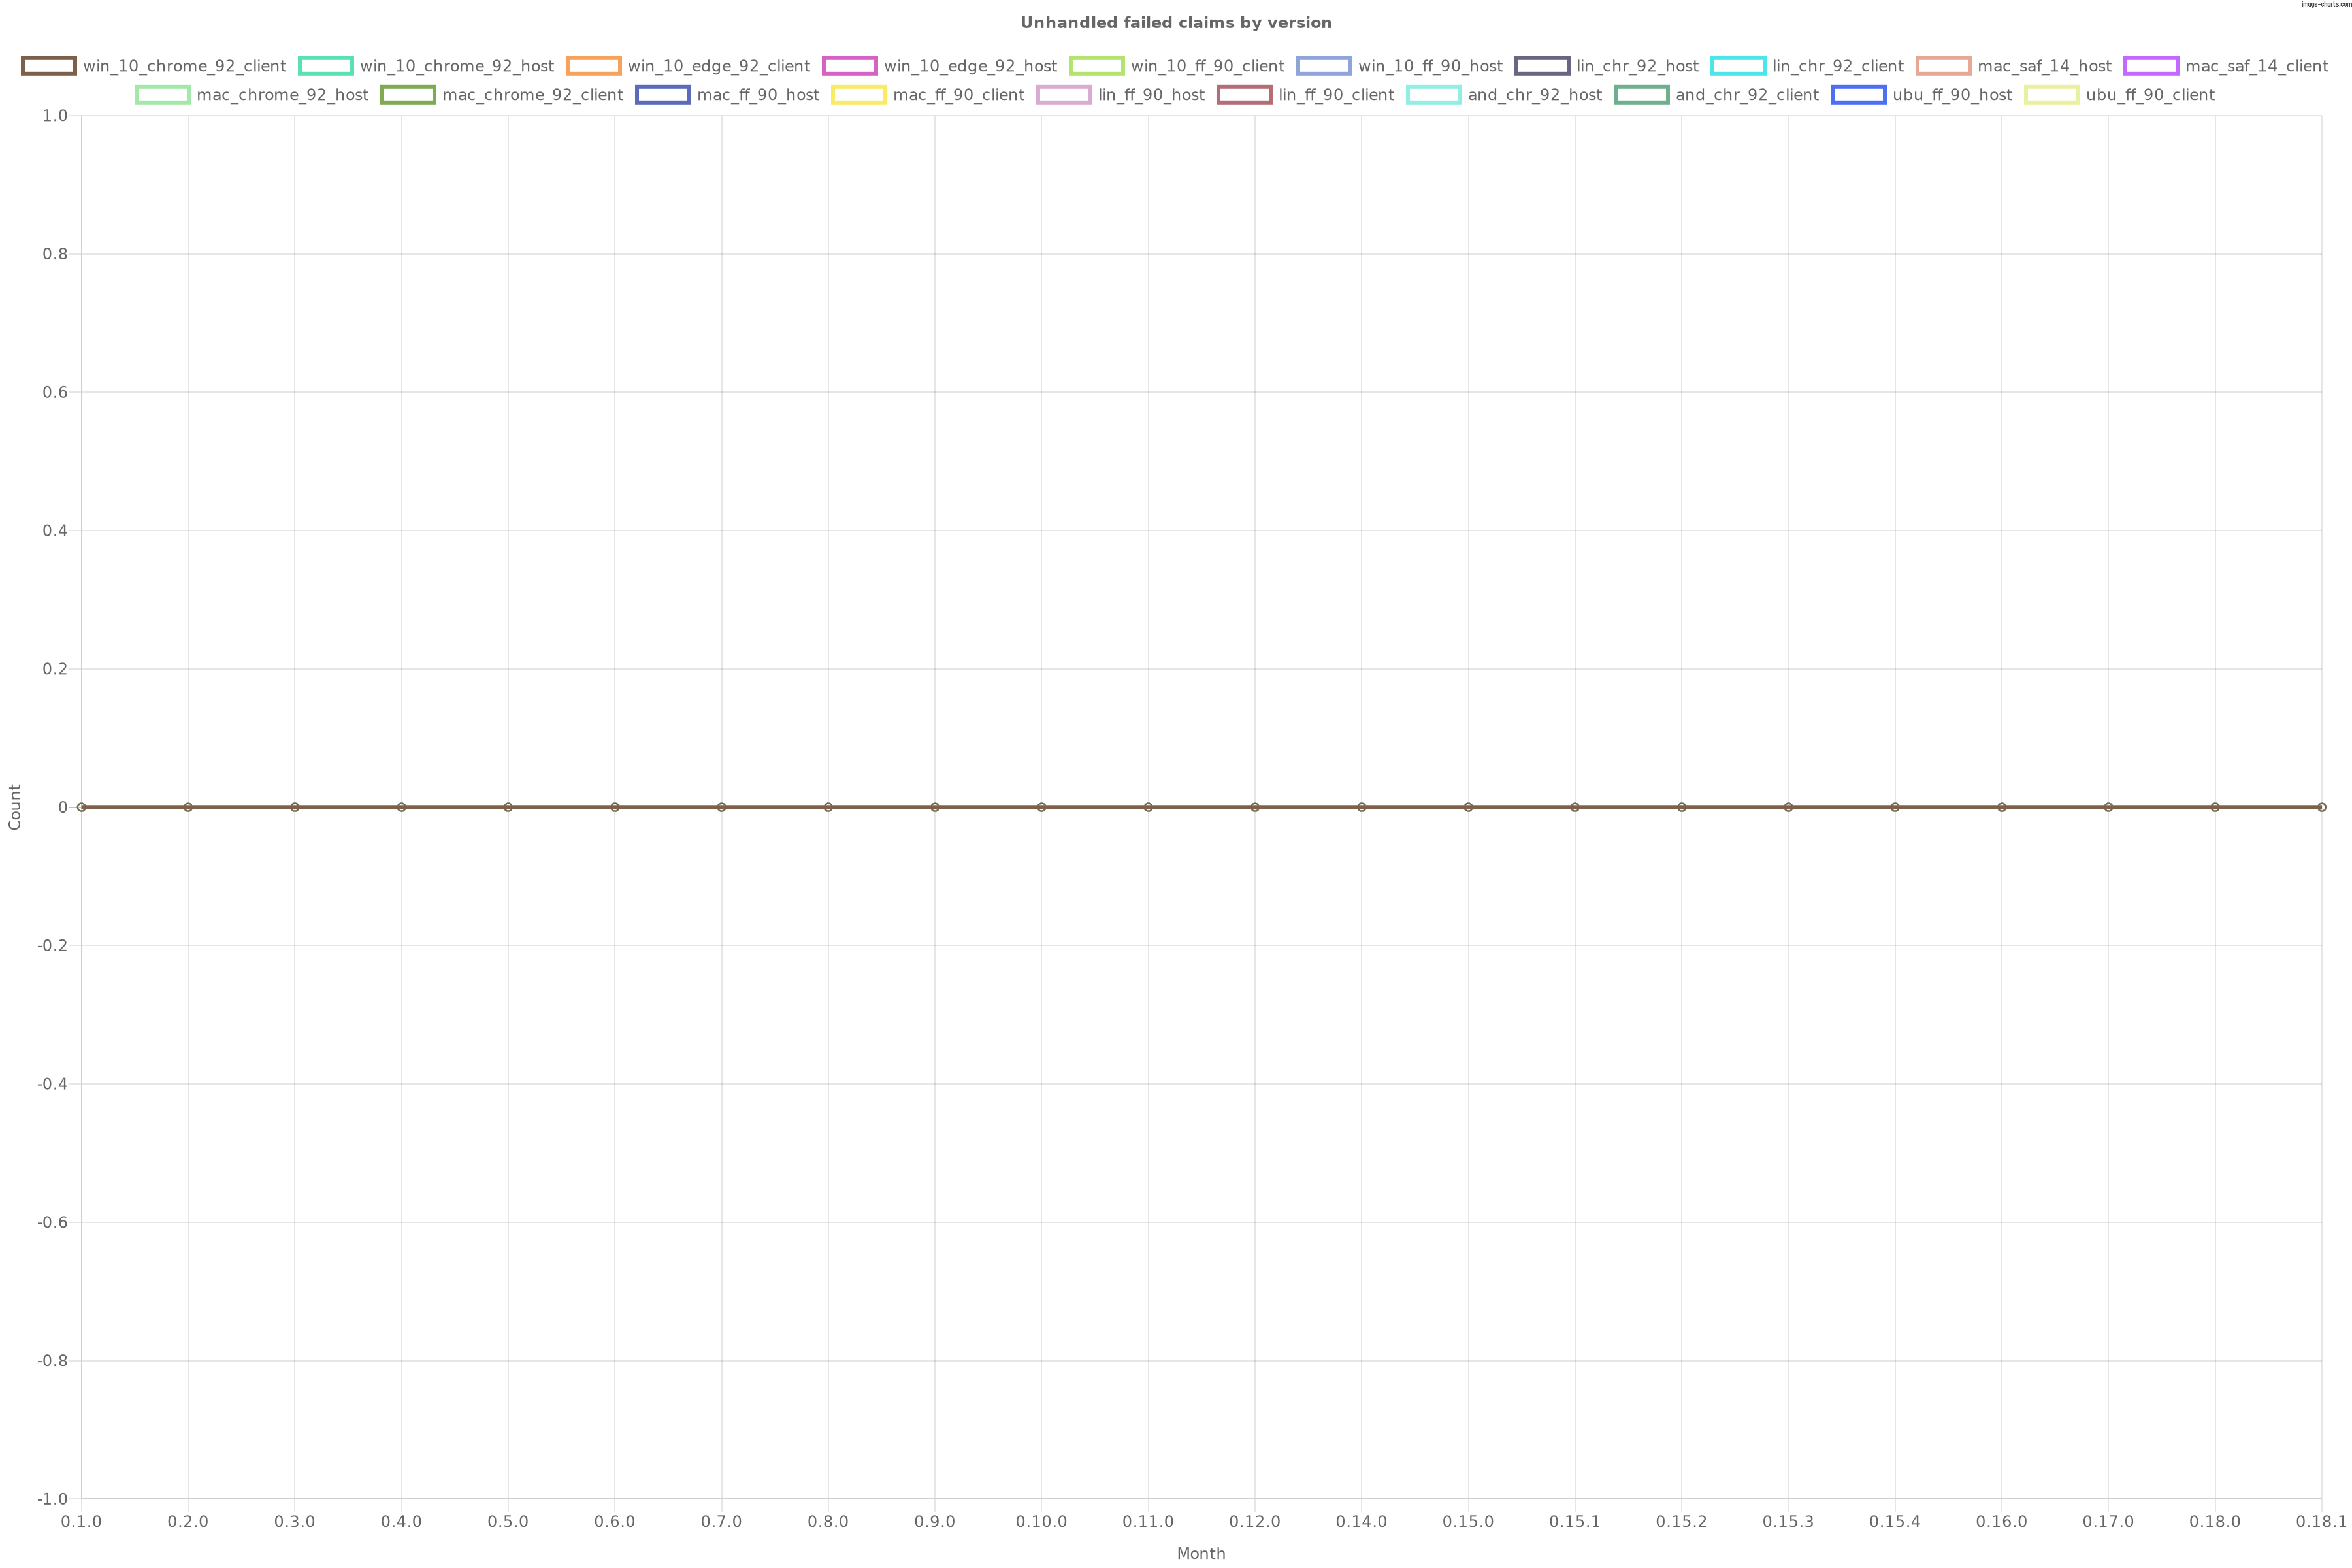 image-charts.com
Unhandled failed claims by version
win_10_chrome_92_client win_10_chrome_92_host win_10_edge_92_client win_10_edge_92_host win_10_ff_90_client win_10_ff_90_host lin_chr_92_host lin_chr_92_client mac_saf_14_host mac_saf_14_client
mac_chrome_92_host mac_chrome_92_client mac_ff_90_host mac_ff_90_client lin_ff_90_host lin_ff_90_client and_chr_92_host and_chr_92_client ubu_ff_90_host ubu_ff_90_client
1.0
0.8
0.6
0.4
0.2
0
-0.2
-0.4
-0.6
-0.8
-1.0
Count
0.1.0 0.2.0 0.3.0 0.4.0 0.5.0 0.6.0 0.7.0 0.8.0 0.9.0 0.10.0 0.11.0 0.12.0 0.14.0 0.15.0 0.15.1 0.15.2 0.15.3 0.15.4 0.16.0 0.17.0 0.18.0 0.18.1
Month